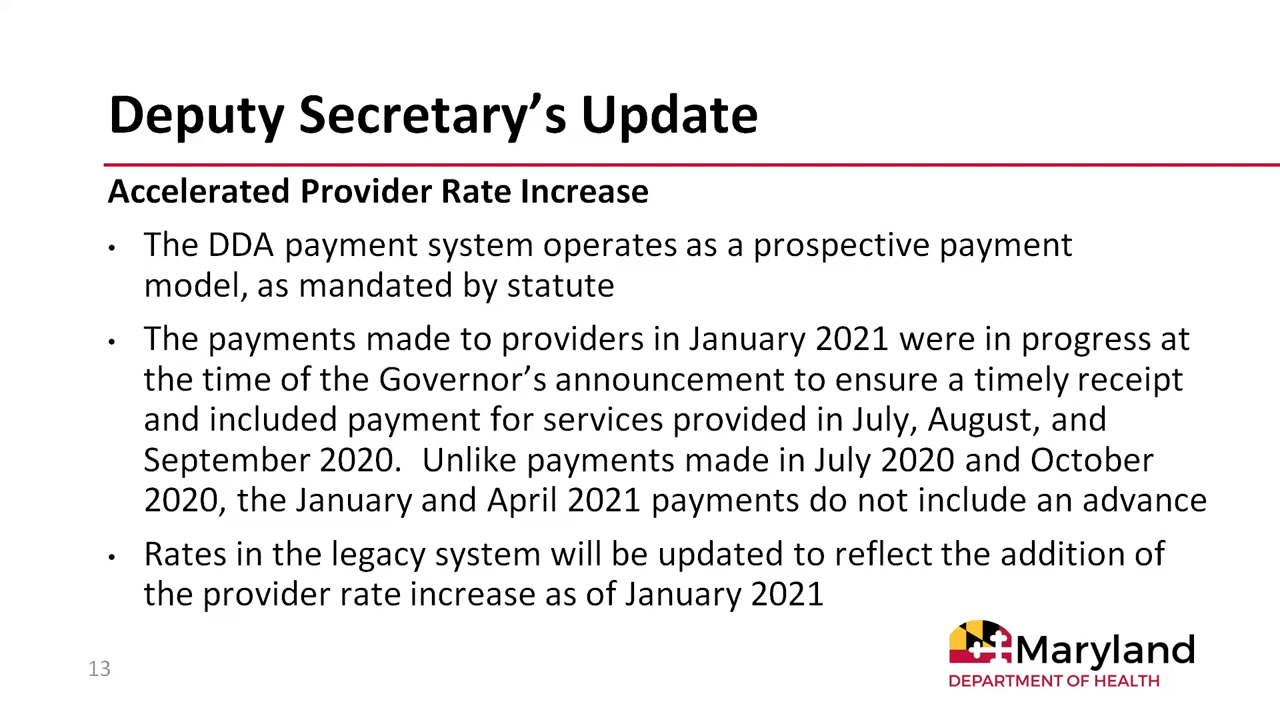 Deputy Secretary’s Update
Accelerated Provider Rate Increase
• The DDA payment system operates as a prospective payment
model, as mandated by statute
• The payments made to providers in January 2021 were in progress at
the time of the Governor’s announcement to ensure a timely receipt
and included payment for services provided in July, August, and
September 2020.  Unlike payments made in July 2020 and October
2020, the January and April 2021 payments do not include an advance
• Rates in the legacy system will be updated to reflect the addition of
the provider rate increase as of January 2021
13
Maryland
DEPARTMENT OF HEALTH